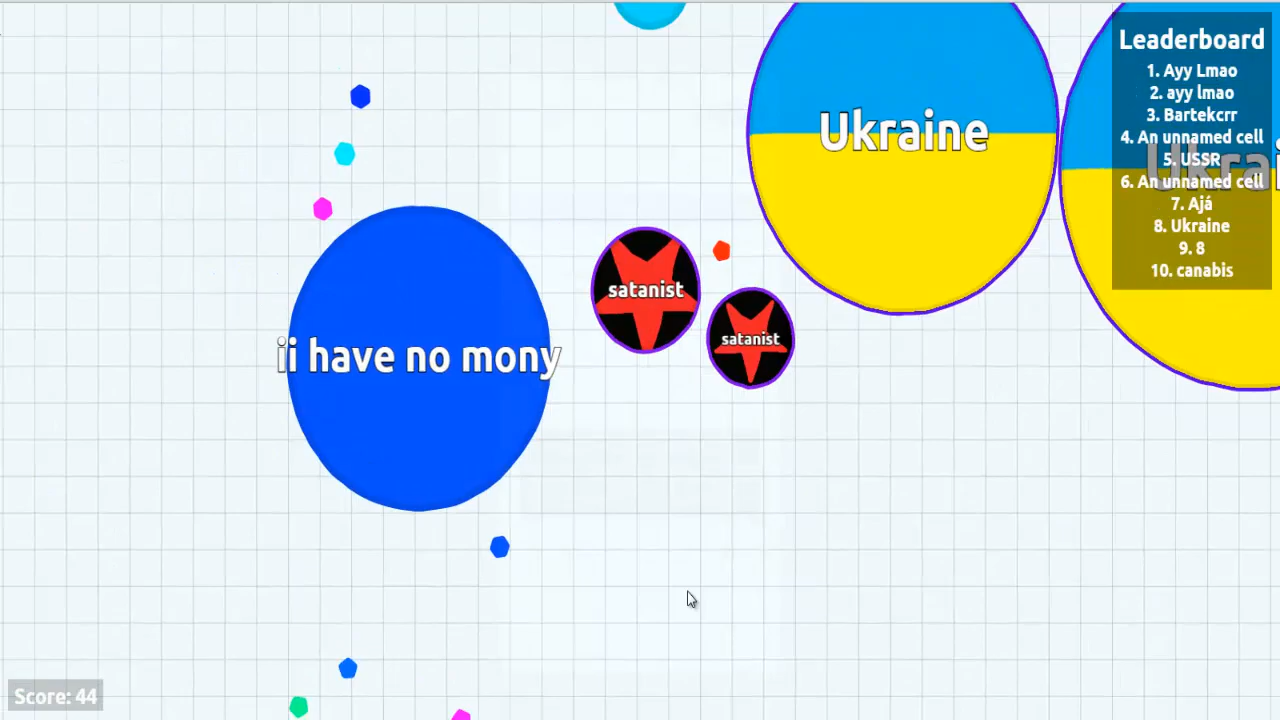 Leaderboard
1. Ayy Lmao
2. ayy lmao
3. Bartekcrr
4. An unnamed cell
5. USSR
6. An unnamed cell
7. Ajá
8. Ukraine
9. 8
10. canabis
Ukraine
Ukrai
satanist
satanist
ii have no mony
Score: 44